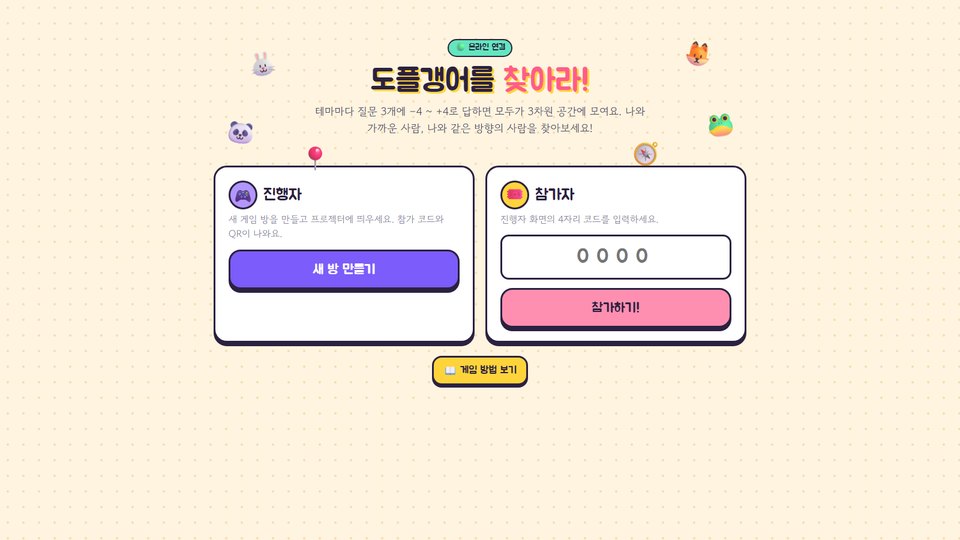 온라인 연결
도플갱어를 찾아라!
테마마다 질문 3개에 −4 ~ +4로 답하면 모두가 3차원 공간에 모여요. 나와
가까운 사람, 나와 같은 방향의 사람을 찾아보세요!
진행자
새 게임 방을 만들고 프로젝터에 띄우세요. 참가 코드와
QR이 나와요.
새 방 만들기
참가자
진행자 화면의 4자리 코드를 입력하세요.
0000
참가하기!
게임 방법 보기